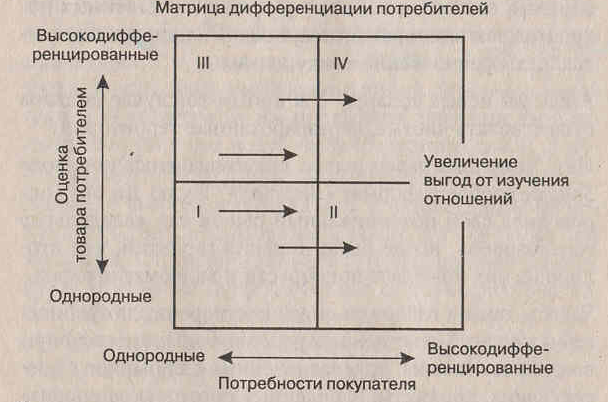 Матрица дифференциации потребителей
Высокодиффе-
ренцированные
III
IV
Оценка
товара потребителем
Увеличение
выгод от изучения
отношений
I
II
Однородные
Однородные
Высокодиффе-
ренцированные
Потребности покупателя